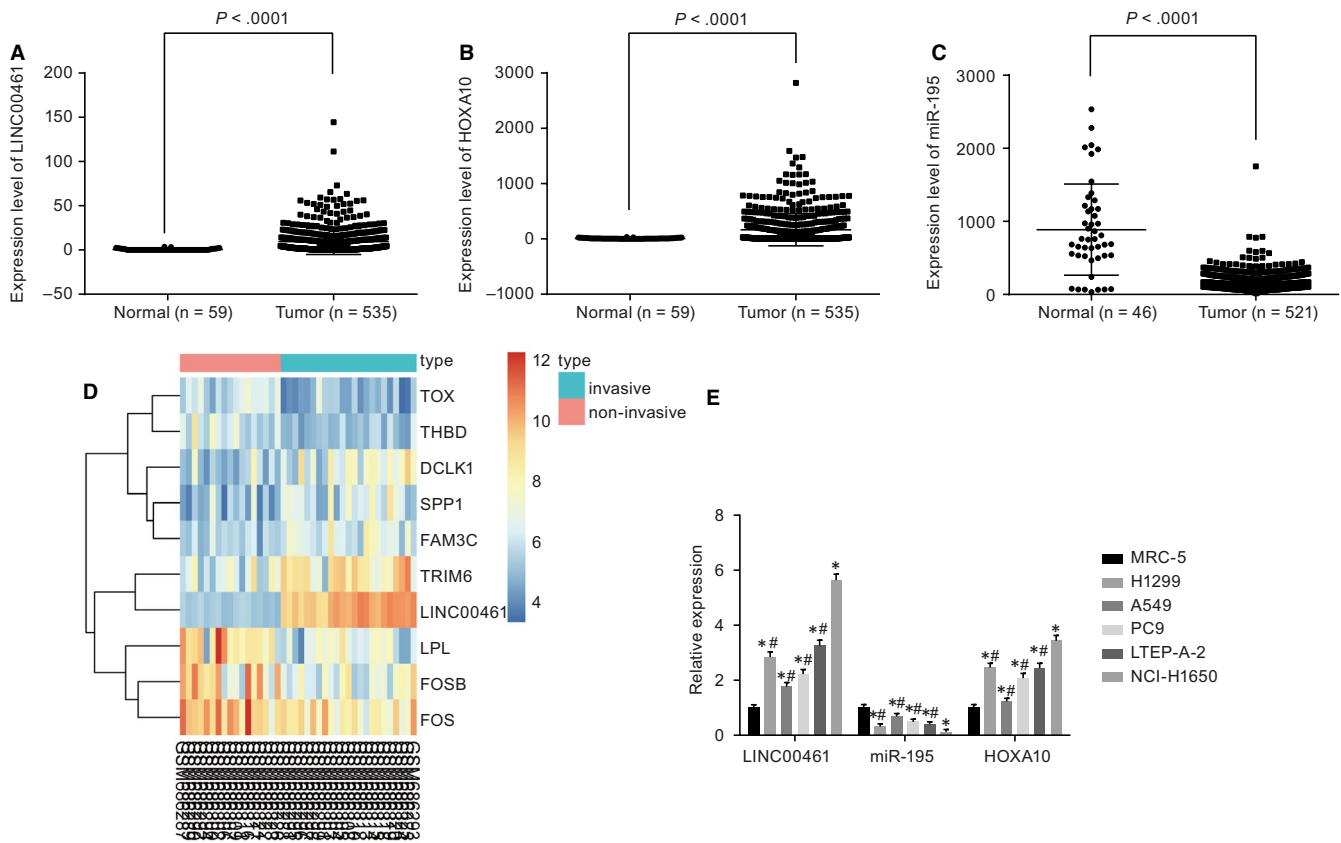 A
P < .0001
Expression level of LINC00461
200
150
100
50
0
–50
Normal (n = 59)
Tumor (n = 535)
B
P < .0001
Expression level of HOXA10
3000
2000
1000
0
–1000
Normal (n = 59)
Tumor (n = 535)
C
P < .0001
Expression level of miR-195
3000
2000
1000
0
Normal (n = 46)
Tumor (n = 521)
D
type
TOX
THBD
DCLK1
SPP1
FAM3C
TRIM6
LINC00461
LPL
FOSB
FOS
12
10
8
6
4
type
invasive
non-invasive
E
Relative expression
8
6
4
2
0
*# *# *# *# *
*# *# *# *# *
*# *# *# *# *
LINC00461
miR-195
HOXA10
MRC-5
H1299
A549
PC9
LTEP-A-2
NCI-H1650